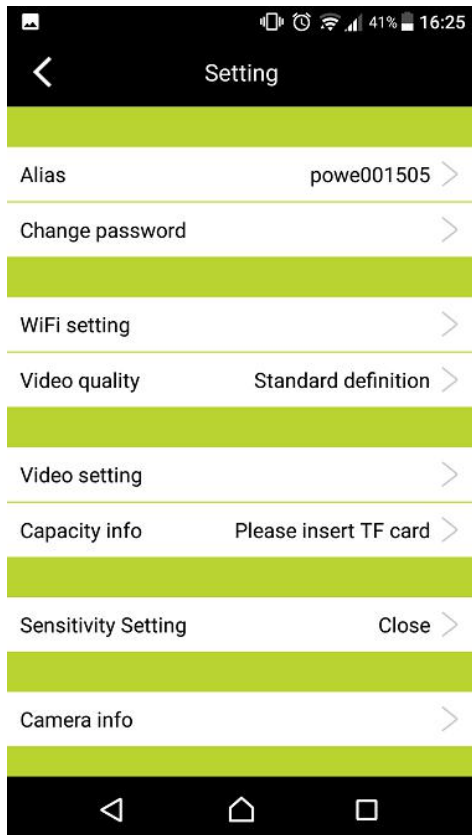 41% 16:25
Setting
Alias powe001505
Change password
WiFi setting
Video quality Standard definition
Video setting
Capacity info Please insert TF card
Sensitivity Setting Close
Camera info